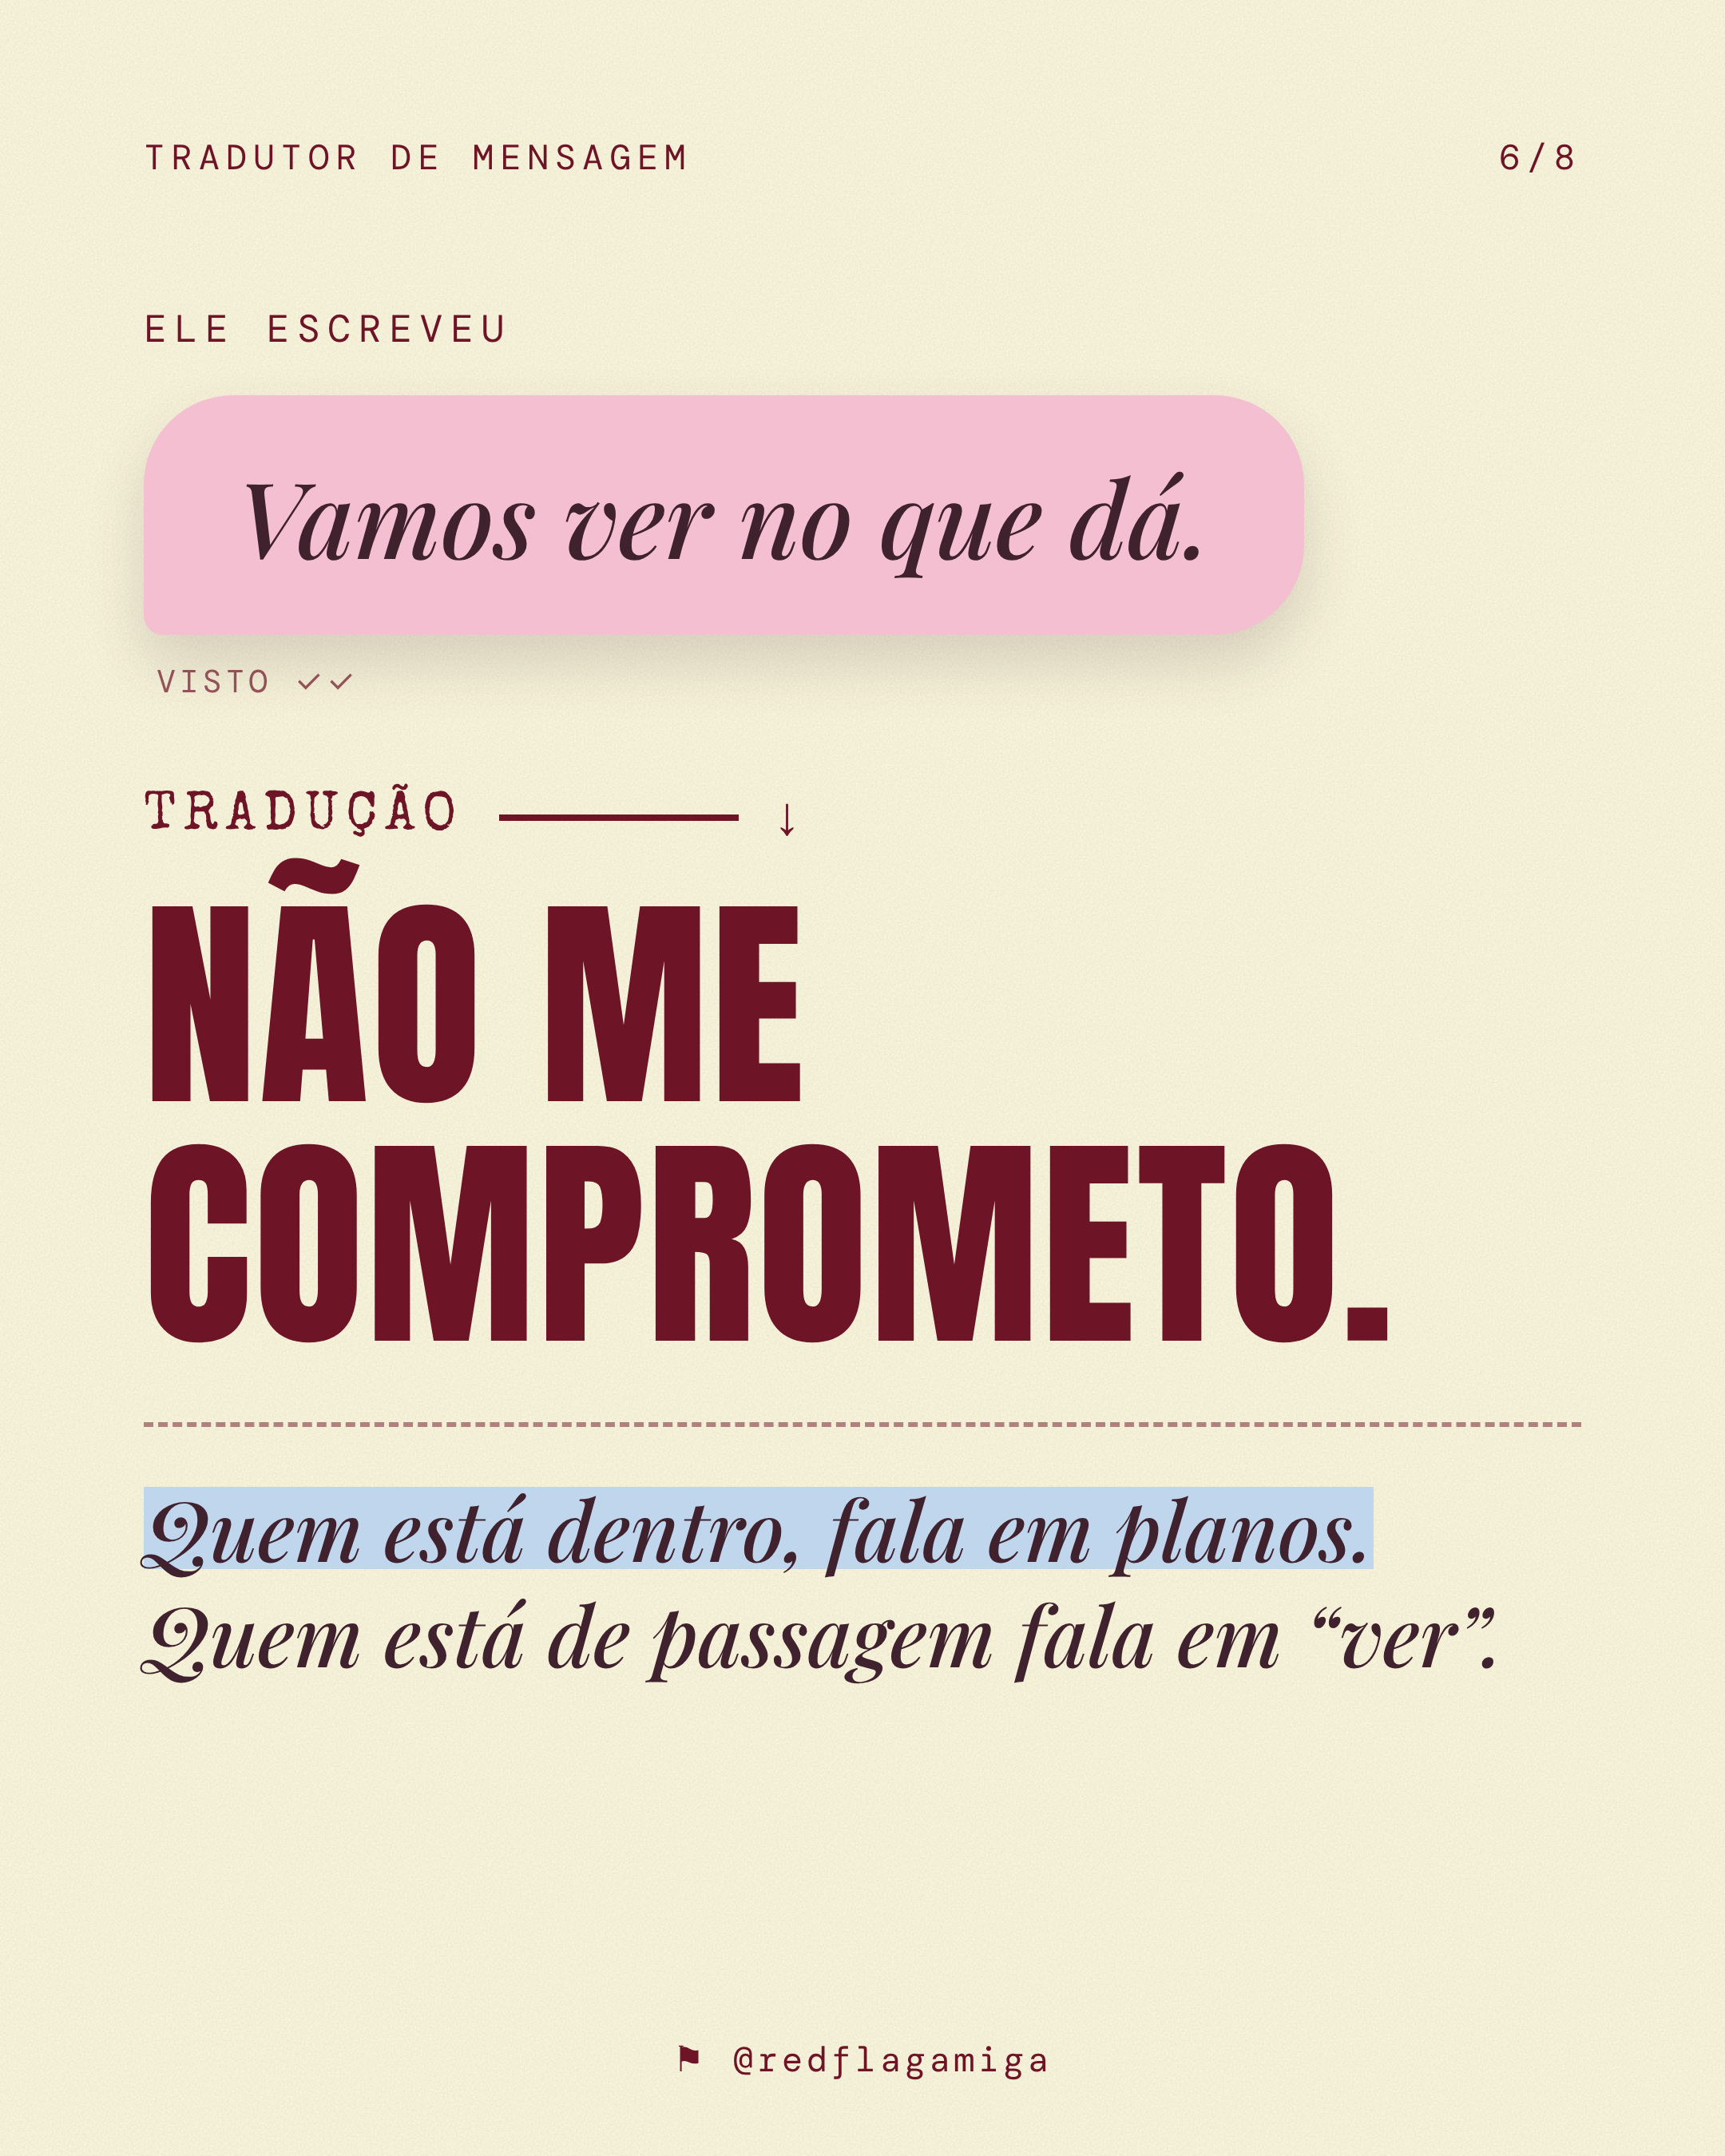 TRADUTOR DE MENSAGEM
6/8
ELE ESCREVEU
Vamos ver no que dá.
VISTO ✓✓
TRADUÇÃO ↓
NÃO ME
COMPROMETO.
Quem está dentro, fala em planos.
Quem está de passagem fala em “ver”.
⚑ @redflagamiga